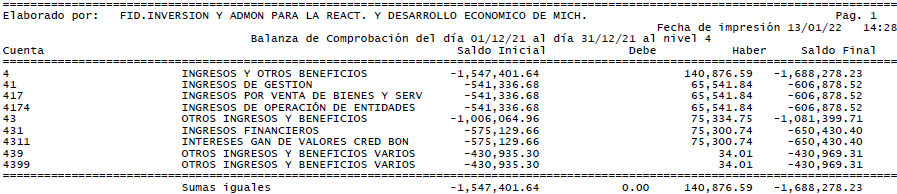 Elaborado por:   FID.INVERSION Y ADMON PARA LA REACT. Y DESARROLLO ECONOMICO DE MICH.   Pag. 1
Fecha de impresión 13/01/22   14:28
Balanza de Comprobación del día 01/12/21 al día 31/12/21 al nivel 4
Cuenta   Saldo Inicial   Debe   Haber   Saldo Final
4   INGRESOS Y OTROS BENEFICIOS   -1,547,401.64   140,876.59   -1,688,278.23
41   INGRESOS DE GESTION   -541,336.68   65,541.84   -606,878.52
417   INGRESOS POR VENTA DE BIENES Y SERV   -541,336.68   65,541.84   -606,878.52
4174   INGRESOS DE OPERACIÓN DE ENTIDADES   -541,336.68   65,541.84   -606,878.52
43   OTROS INGRESOS Y BENEFICIOS   -1,006,064.96   75,334.75   -1,081,399.71
431   INGRESOS FINANCIEROS   -575,129.66   75,300.74   -650,430.40
4311   INTERESES GAN DE VALORES CRED BON   -575,129.66   75,300.74   -650,430.40
439   OTROS INGRESOS Y BENEFICIOS VARIOS   -430,935.30   34.01   -430,969.31
4399   OTROS INGRESOS Y BENEFICIOS VARIOS   -430,935.30   34.01   -430,969.31
Sumas iguales   -1,547,401.64   0.00   140,876.59   -1,688,278.23